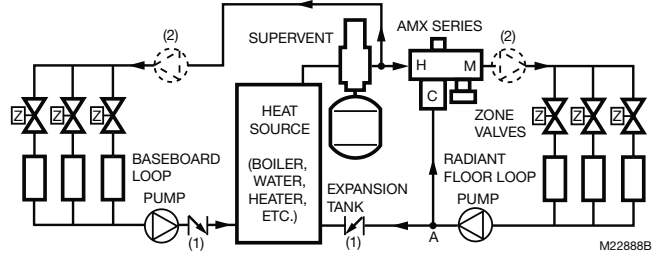 (2)
SUPERVENT
AMX SERIES
(2)
H
M
C
Z
Z
Z
HEAT
SOURCE
(BOILER,
WATER,
HEATER,
ETC.)
Z
Z
Z
ZONE
VALVES
BASEBOARD
LOOP
PUMP
(1)
EXPANSION
TANK
(1)
A
RADIANT
FLOOR LOOP
PUMP
M22888B